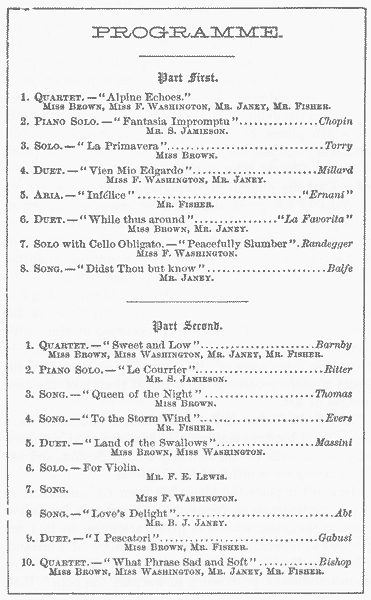 PROGRAMME.
Part First.
1. QUARTET.—"Alpine Echoes."
MISS BROWN, MISS F. WASHINGTON, MR. JANEY, MR. FISHER.
2. PIANO SOLO.—"Fantasia Impromptu"................Chopin
MR. S. JAMIESON.
3. SOLO.—"La Primavera"................Torry
MISS BROWN.
4. DUET.—"Vien Mio Edgardo"................Millard
MISS F. WASHINGTON, MR. JANEY.
5. ARIA.—"Infélice"................"Ernani"
MR. FISHER.
6. DUET.—"While thus around"................"La Favorita"
MISS BROWN, MR. JANEY.
7. SOLO with Cello Obligato.—"Peacefully Slumber".Randegger
MISS F. WASHINGTON.
8. SONG.—"Didst Thou but know"................Balfe
MR. JANEY.
Part Second.
1. QUARTET.—"Sweet and Low"................Barnby
MISS BROWN, MISS WASHINGTON, MR. JANEY, MR. FISHER.
2. PIANO SOLO.—"Le Courrier"................Ritter
MR. S. JAMIESON.
3. SONG.—"Queen of the Night"................Thomas
MISS BROWN.
4. SONG.—"To the Storm Wind"................Evers
MR. FISHER.
5. DUET.—"Land of the Swallows"................Massini
MISS BROWN, MISS WASHINGTON.
6. SOLO.—For Violin.
MR. F. E. LEWIS.
7. SONG.
MISS F. WASHINGTON.
8 SONG.—"Love's Delight"................Abt
MR. B. J. JANEY.
9. DUET.—"I Pescatori"................Gabusi
MISS BROWN, MR. FISHER.
10. QUARTET.—"What Phrase Sad and Soft"................Bishop
MISS BROWN, MISS WASHINGTON, MR. JANEY, MR. FISHER.